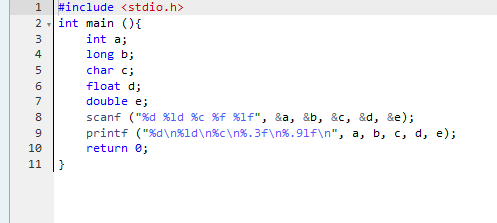 1 #include <stdio.h>
2 int main (){
3 int a;
4 long b;
5 char c;
6 float d;
7 double e;
8 scanf ("%d %ld %c %f %lf", &a, &b, &c, &d, &e);
9 printf ("%d\n%ld\n%c\n%.3f\n%.9lf\n", a, b, c, d, e);
10 return 0;
11 }